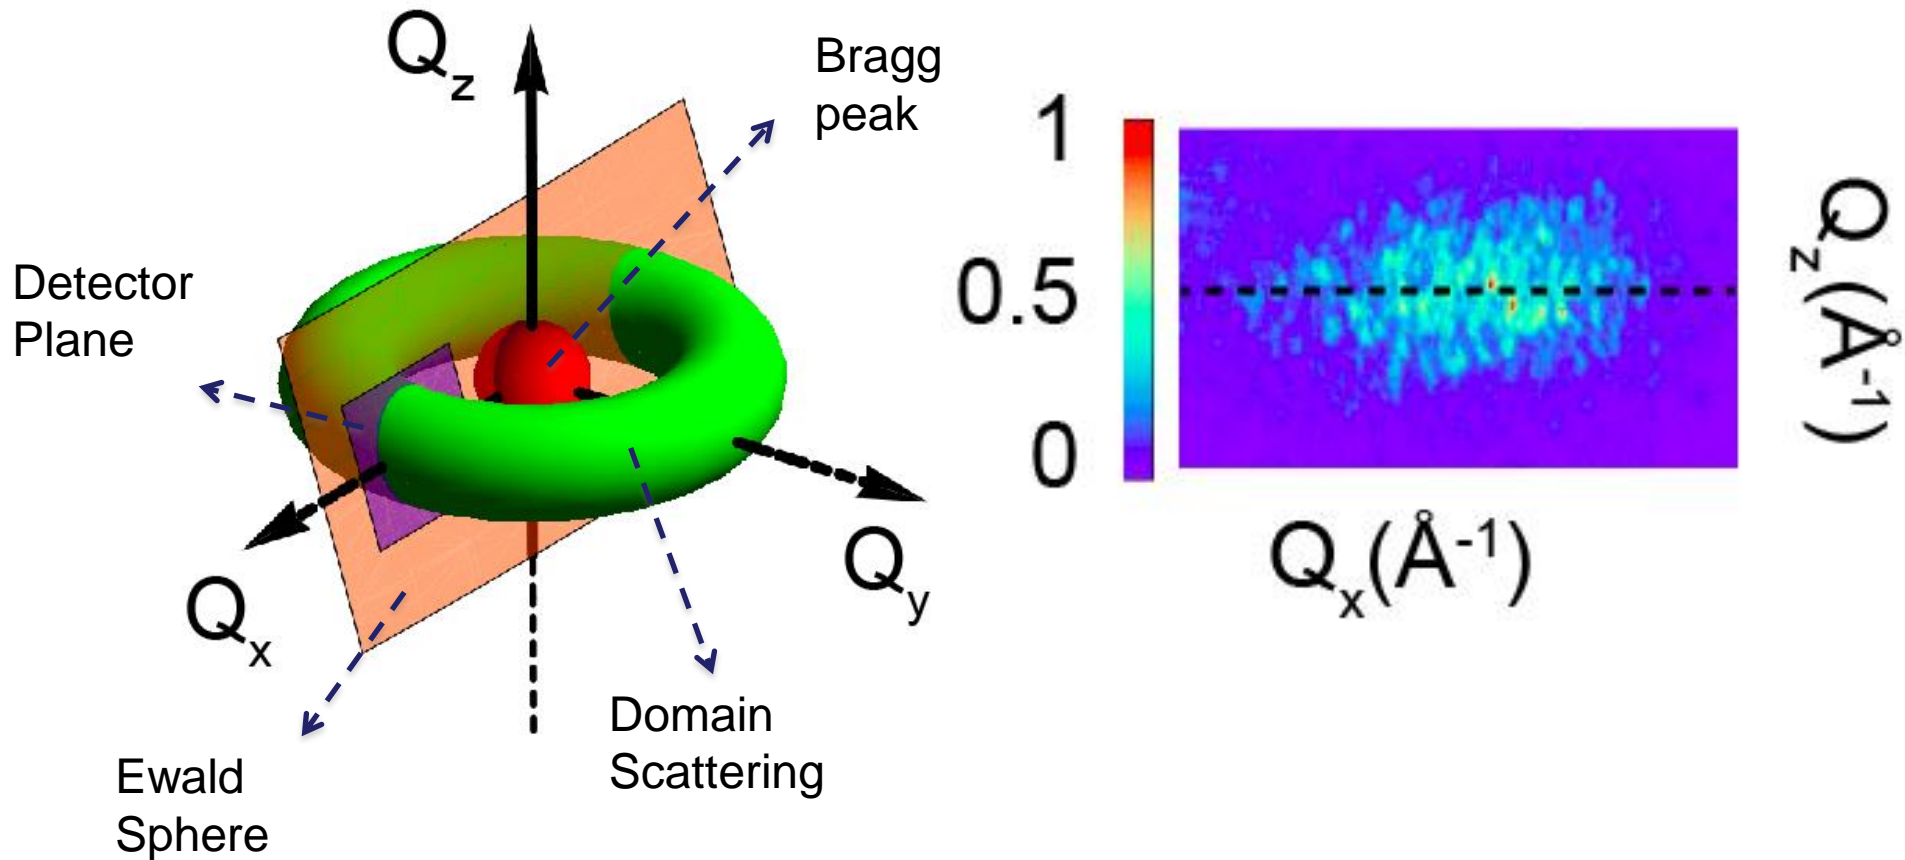 Qz
Bragg
peak
Detector
Plane
Qx
Qy
Ewald
Sphere
Domain
Scattering
1
0.5
0
Qx(Å-1)
Qz(Å-1)